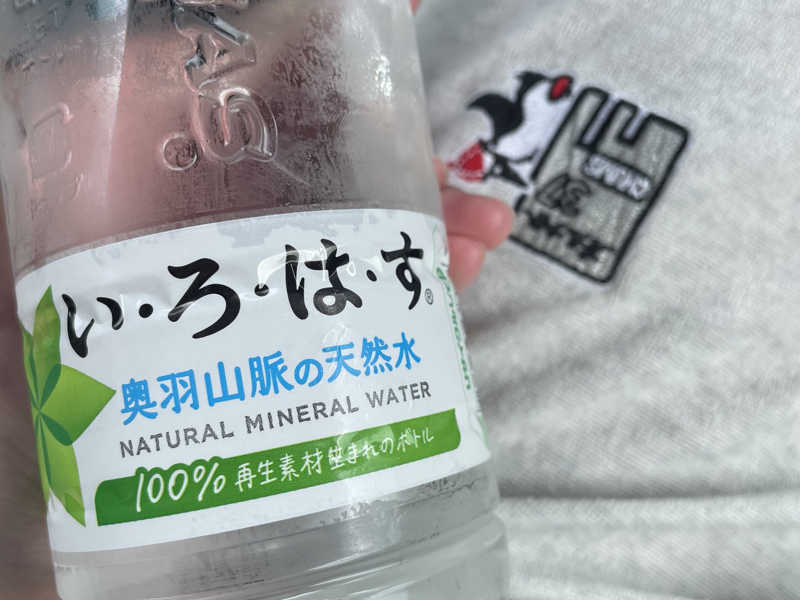 い・ろ・は・す®
奥羽山脈の天然水
NATURAL MINERAL WATER
100%再生素材生まれのボトル